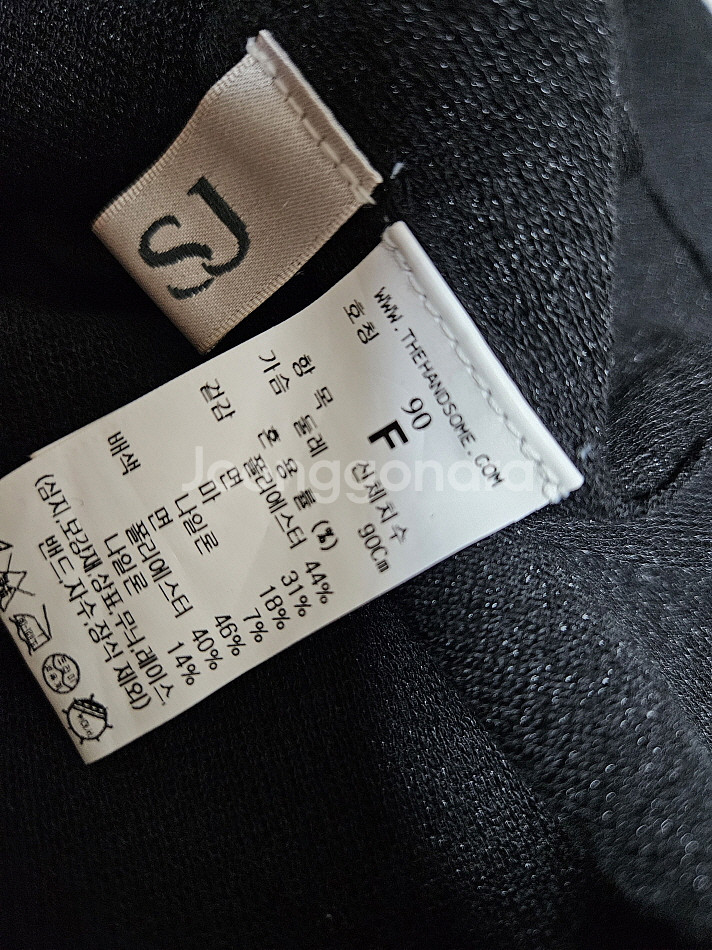 SJ
WWW.THEHANDSOME.COM
호칭 90
F
항 목 신체치수
가슴 둘레 90Cm
혼 용 률 (%)
겉감 폴리에스터 44%
면 31%
마 18%
나일론 7%
배색 면 46%
폴리에스터 40%
나일론 14%
(심지,보강재,상표,무늬,레이스,
밴드,자수,장식 제외)
Joonggonara